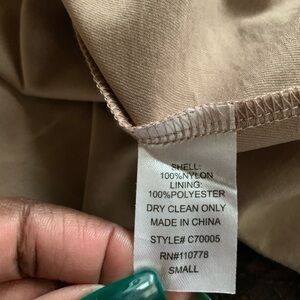 SHELL:
100%NYLON
LINING:
100%POLYESTER
DRY CLEAN ONLY
MADE IN CHINA
STYLE# C70005
RN#110778
SMALL